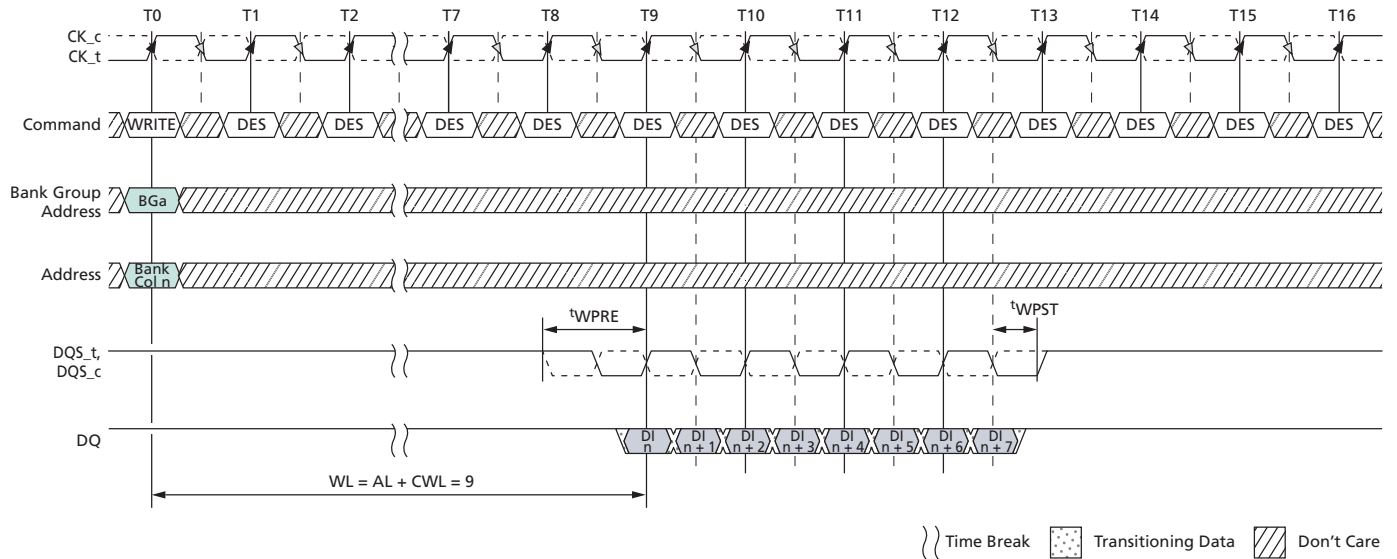 T0 T1 T2 T7 T8 T9 T10 T11 T12 T13 T14 T15 T16
CK_c
CK_t
Command WRITE DES DES DES DES DES DES DES DES DES DES DES DES
Bank Group
Address
BGa
Address
Bank
Col n
tWPRE
tWPST
DQS_t,
DQS_c
DQ
DI
n
DI
n + 1
DI
n + 2
DI
n + 3
DI
n + 4
DI
n + 5
DI
n + 6
DI
n + 7
WL = AL + CWL = 9
Time Break Transitioning Data Don't Care